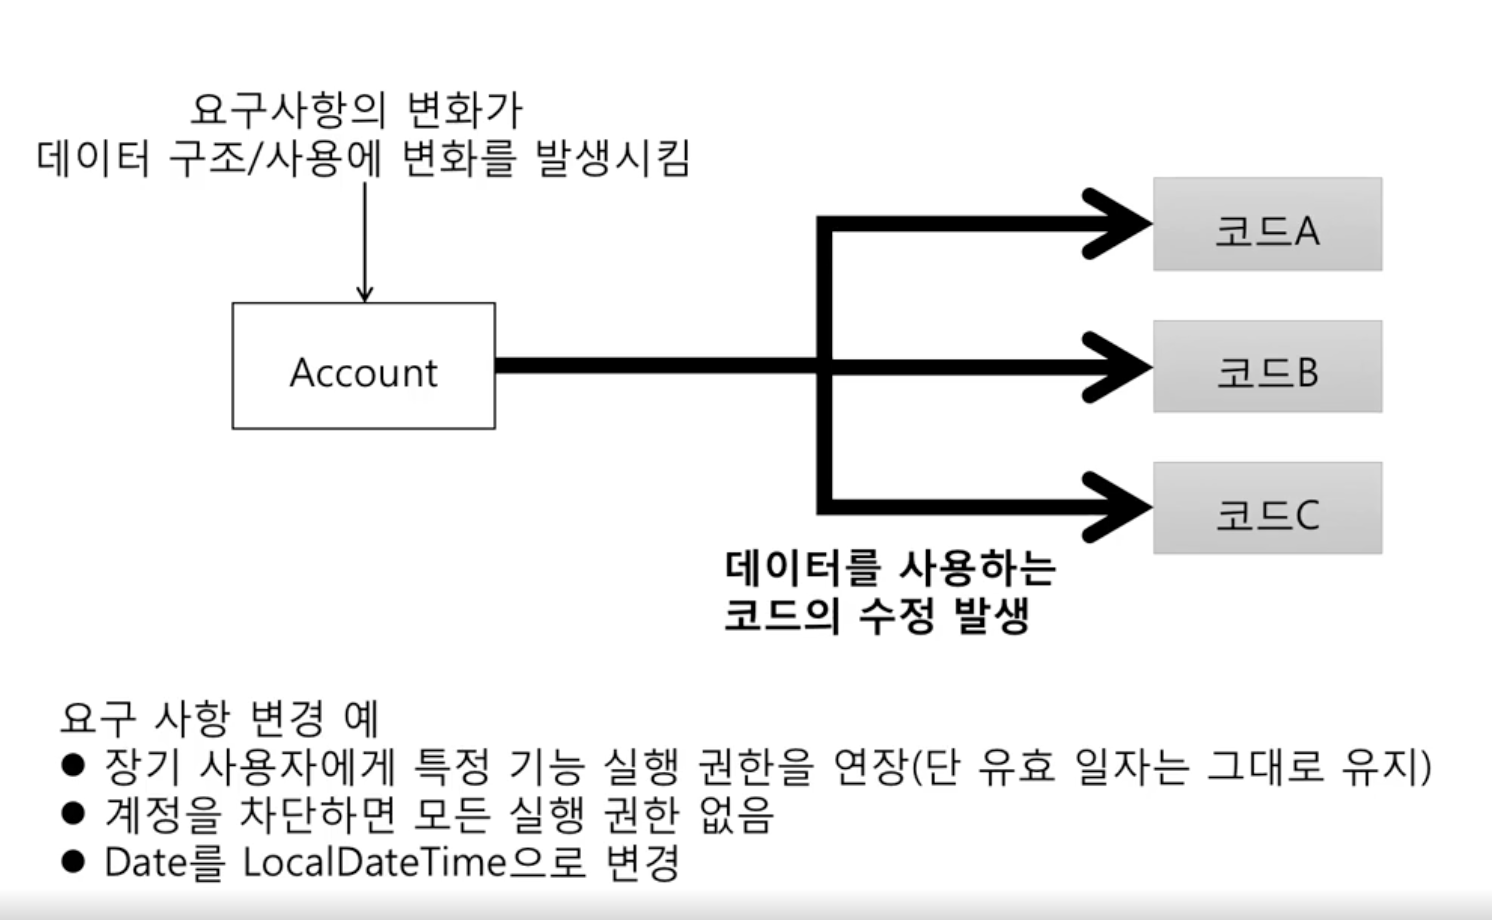 요구사항의 변화가
데이터 구조/사용에 변화를 발생시킴
Account
코드A
코드B
코드C
데이터를 사용하는
코드의 수정 발생
요구 사항 변경 예
● 장기 사용자에게 특정 기능 실행 권한을 연장(단 유효 일자는 그대로 유지)
● 계정을 차단하면 모든 실행 권한 없음
● Date를 LocalDateTime으로 변경